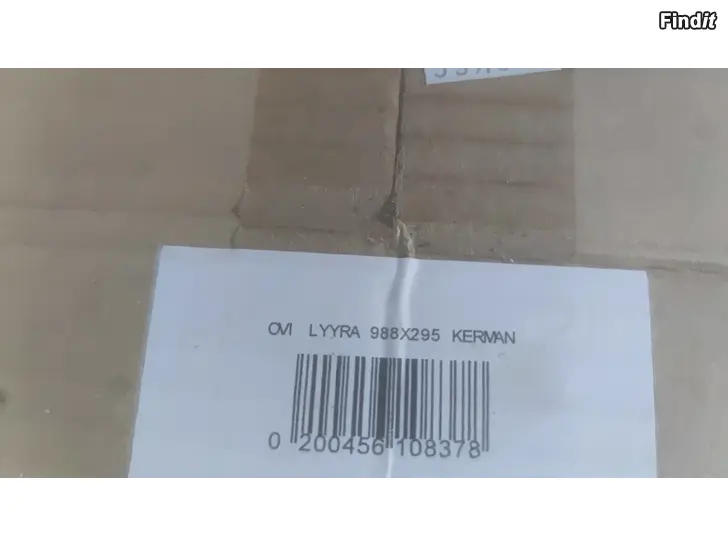 Findit
OVI LYYRA 988X295 KERMAN
0 200456 108378